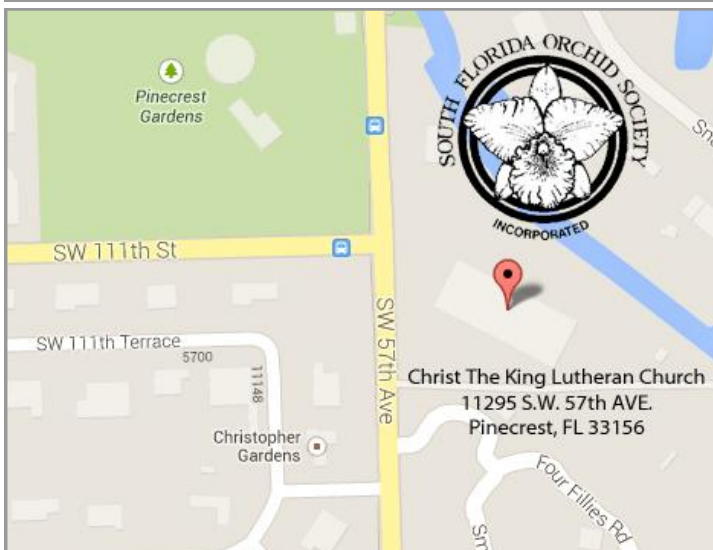 Pinecrest
Gardens
SOUTH FLORIDA ORCHID SOCIETY
INCORPORATED
SW 111th St
SW 57th Ave
SW 111th Terrace
5700
11148
Christopher
Gardens
Christ The King Lutheran Church
11295 S.W. 57th AVE.
Pinecrest, FL 33156
Four Fillies Rd